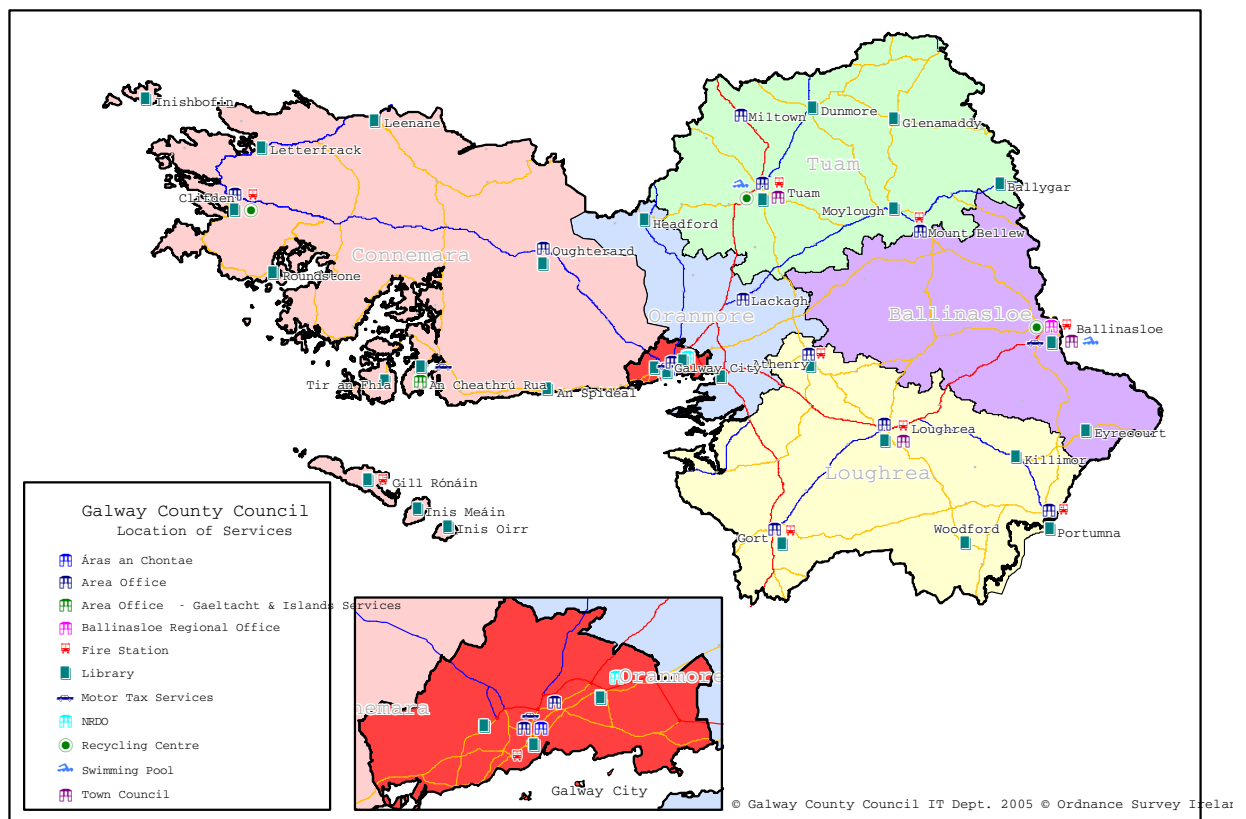 Inishbofin
Leenane
Letterfrack
Clifden
Roundstone
Connemara
Oughterard
Tir an Fhia
An Cheathrú Rua
An Spidéal
Gill Rónáin
Inis Meáin
Inis Oirr
Miltown
Dunmore
Glenamaddy
Tuam
Tuam
Ballygar
Moylough
Mount Bellew
Headford
Lackagh
Oranmore
Ballinasloe
Ballinasloe
Galway City
Athenry
Loughrea
Eyrecourt
Killimor
Loughrea
Gort
Woodford
Portumna
Galway County Council
Location of Services
Áras an Chontae
Area Office
Area Office - Gaeltacht & Islands Services
Ballinasloe Regional Office
Fire Station
Library
Motor Tax Services
NRDO
Recycling Centre
Swimming Pool
Town Council
Oranmore
nemara
Galway City
© Galway County Council IT Dept. 2005 © Ordnance Survey Irelan